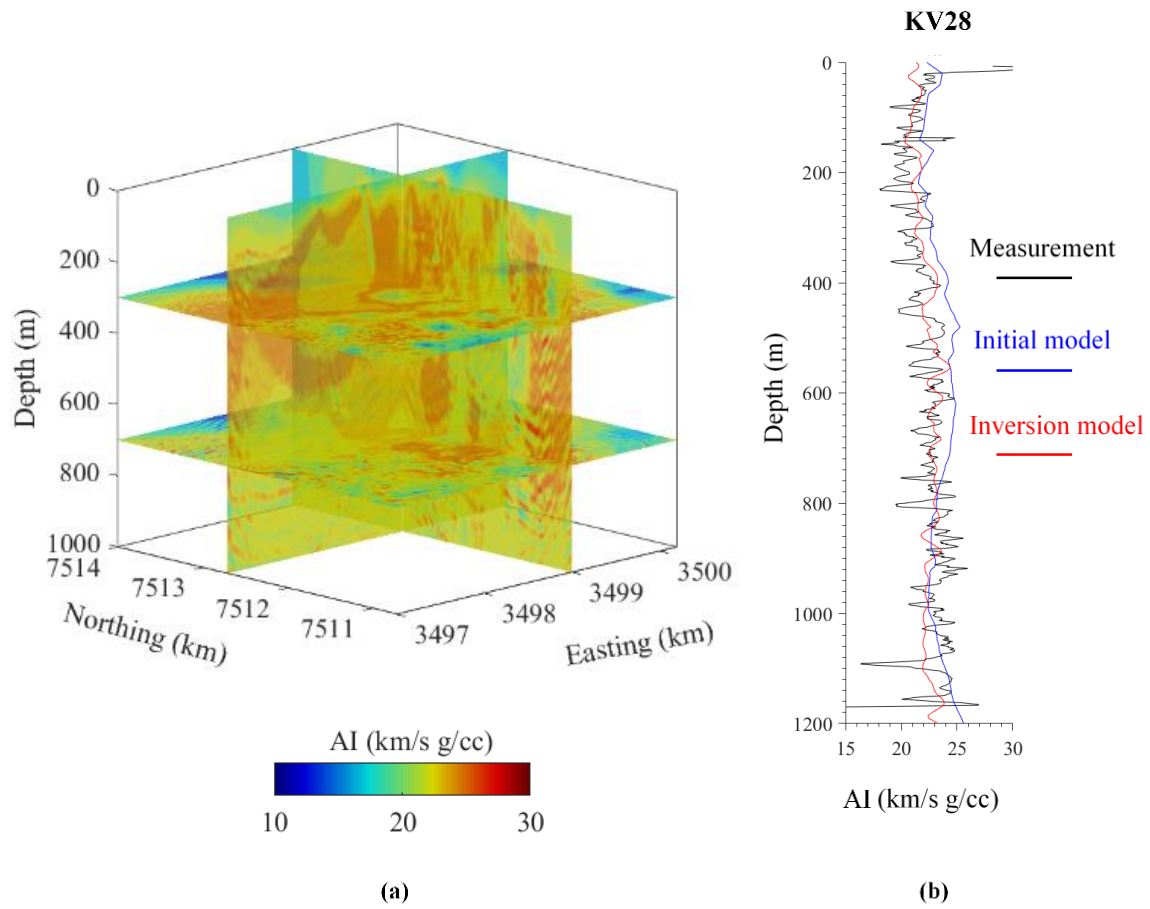 KV28
0
200
400
600
800
1000
Depth (m)
7514
7513
7512
7511
Northing (km)
3497
3498
3499
3500
Easting (km)
AI (km/s g/cc)
10
20
30
(a)
0
200
400
600
800
1000
1200
Depth (m)
15
20
25
30
AI (km/s g/cc)
Measurement
Initial model
Inversion model
(b)